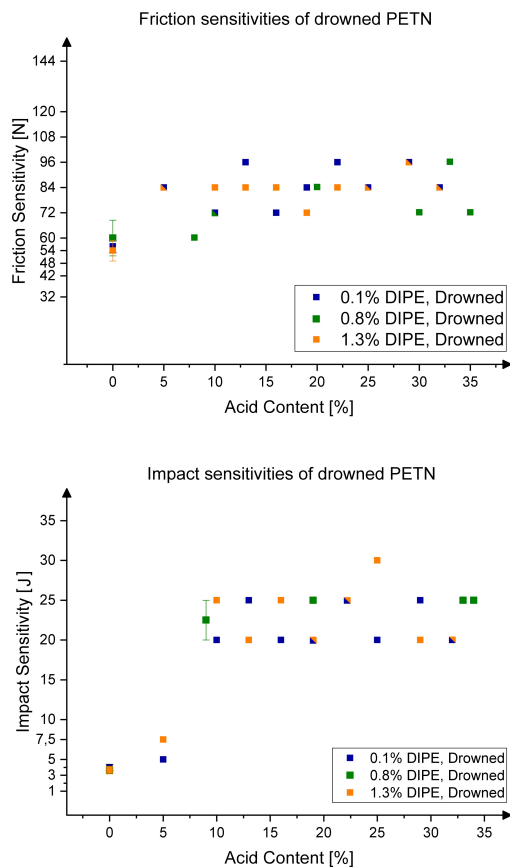 Friction sensitivities of drowned PETN
Friction Sensitivity [N]
144
120
108
96
84
72
60
54
48
42
32
0.1% DIPE, Drowned
0.8% DIPE, Drowned
1.3% DIPE, Drowned
0 5 10 15 20 25 30 35
Acid Content [%]
Impact sensitivities of drowned PETN
Impact Sensitivity [J]
35
30
25
20
10
7,5
5
3
1
0.1% DIPE, Drowned
0.8% DIPE, Drowned
1.3% DIPE, Drowned
0 5 10 15 20 25 30 35
Acid Content [%]